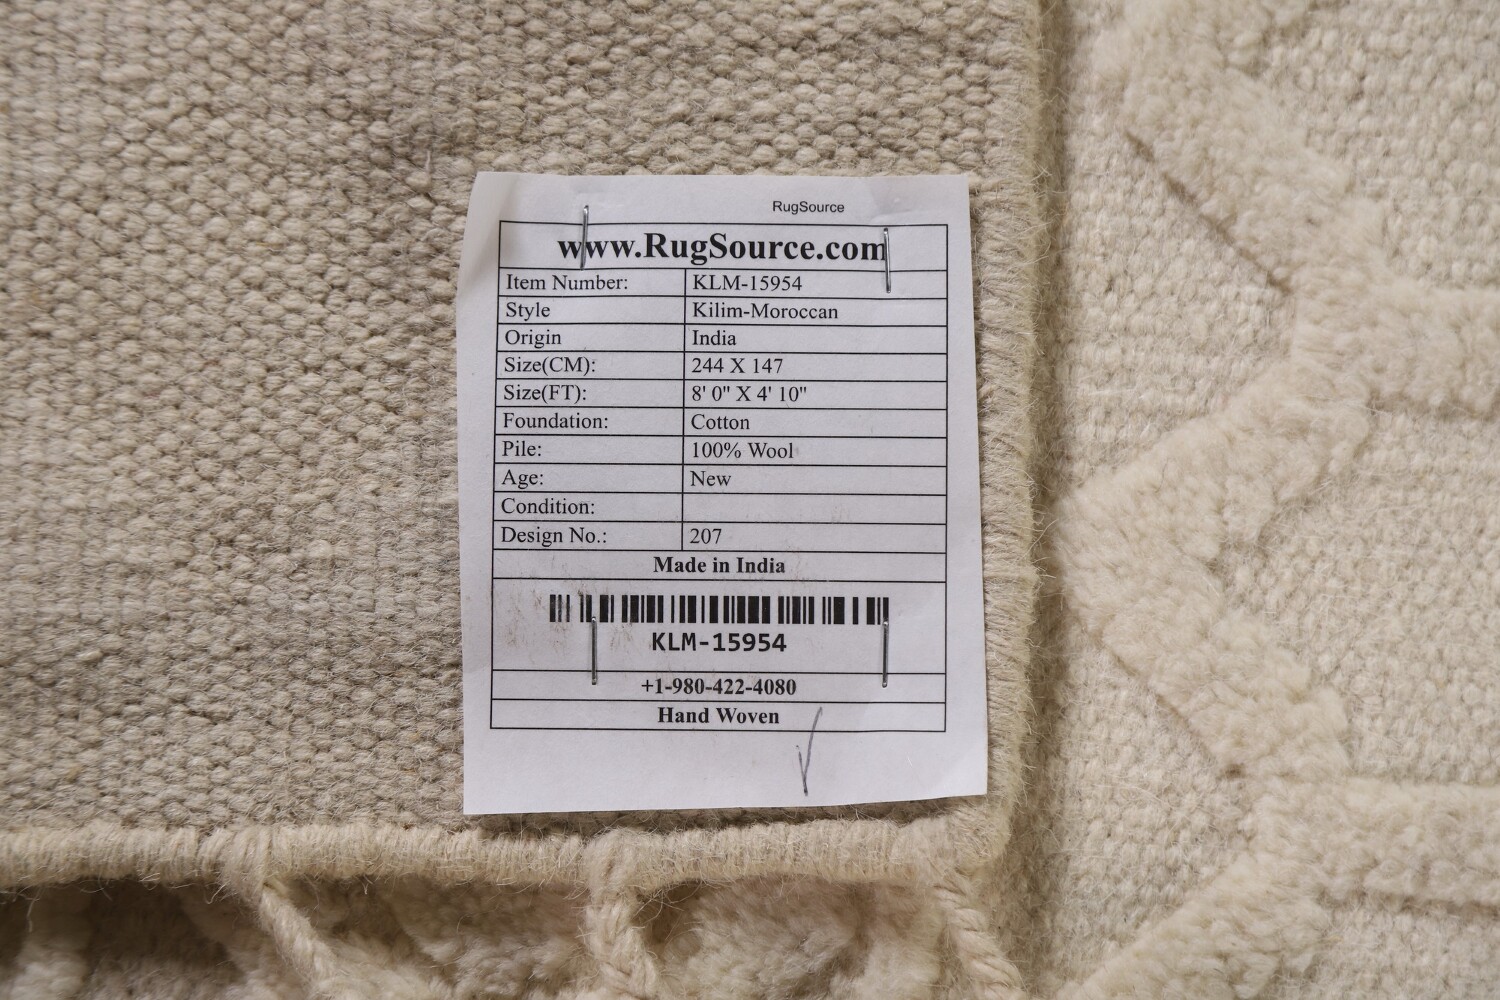 RugSource
www.RugSource.com
Item Number: KLM-15954
Style Kilim-Moroccan
Origin India
Size(CM): 244 X 147
Size(FT): 8' 0" X 4' 10"
Foundation: Cotton
Pile: 100% Wool
Age: New
Condition:
Design No.: 207
Made in India
KLM-15954
+1-980-422-4080
Hand Woven